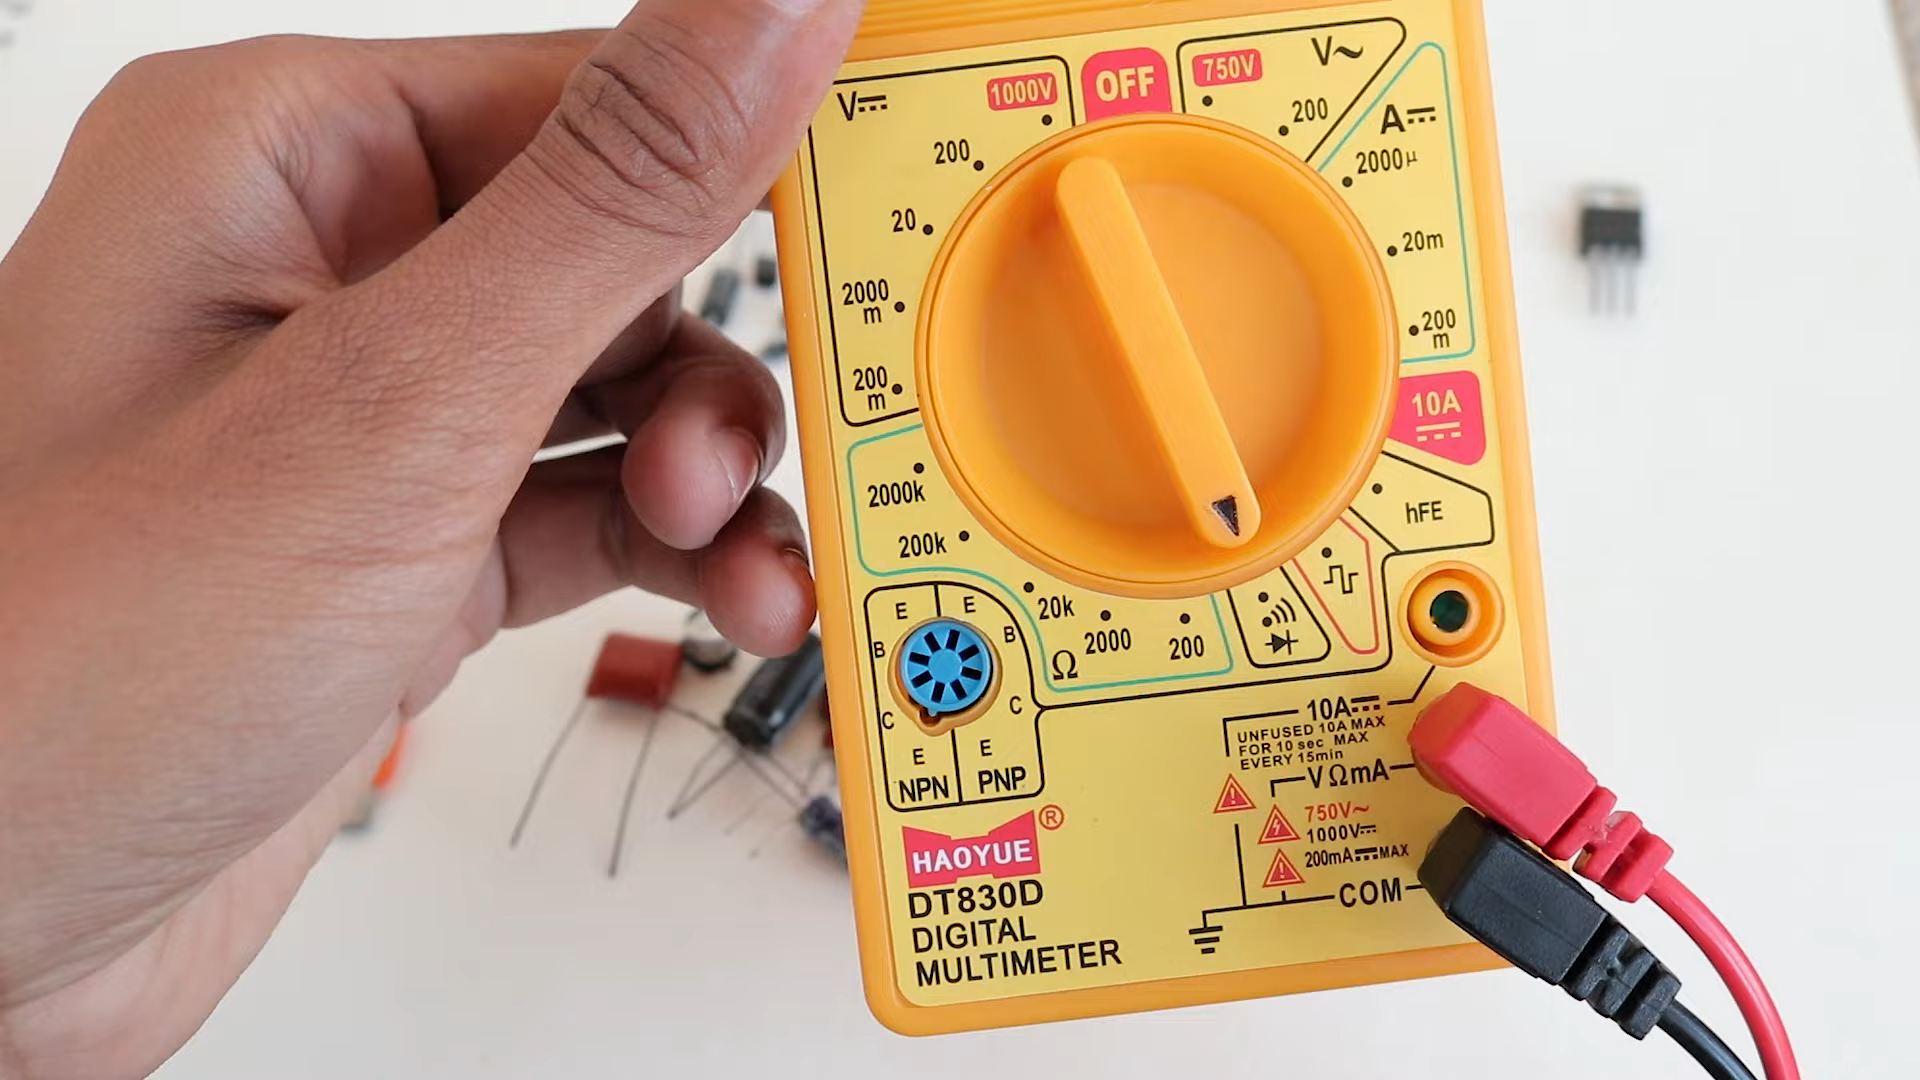 V⎓
1000V
OFF
750V
V~
200
200
A⎓
2000µ
20
20m
2000
m
200
m
200
m
10A
2000k
hFE
200k
20k
2000
200
Ω
E
E
B
B
C
C
E
E
NPN
PNP
10A⎓
UNFUSED 10A MAX
FOR 10 sec MAX
EVERY 15min
VΩmA
750V~
1000V⎓
200mA⎓MAX
COM
HAOYUE®
DT830D
DIGITAL
MULTIMETER